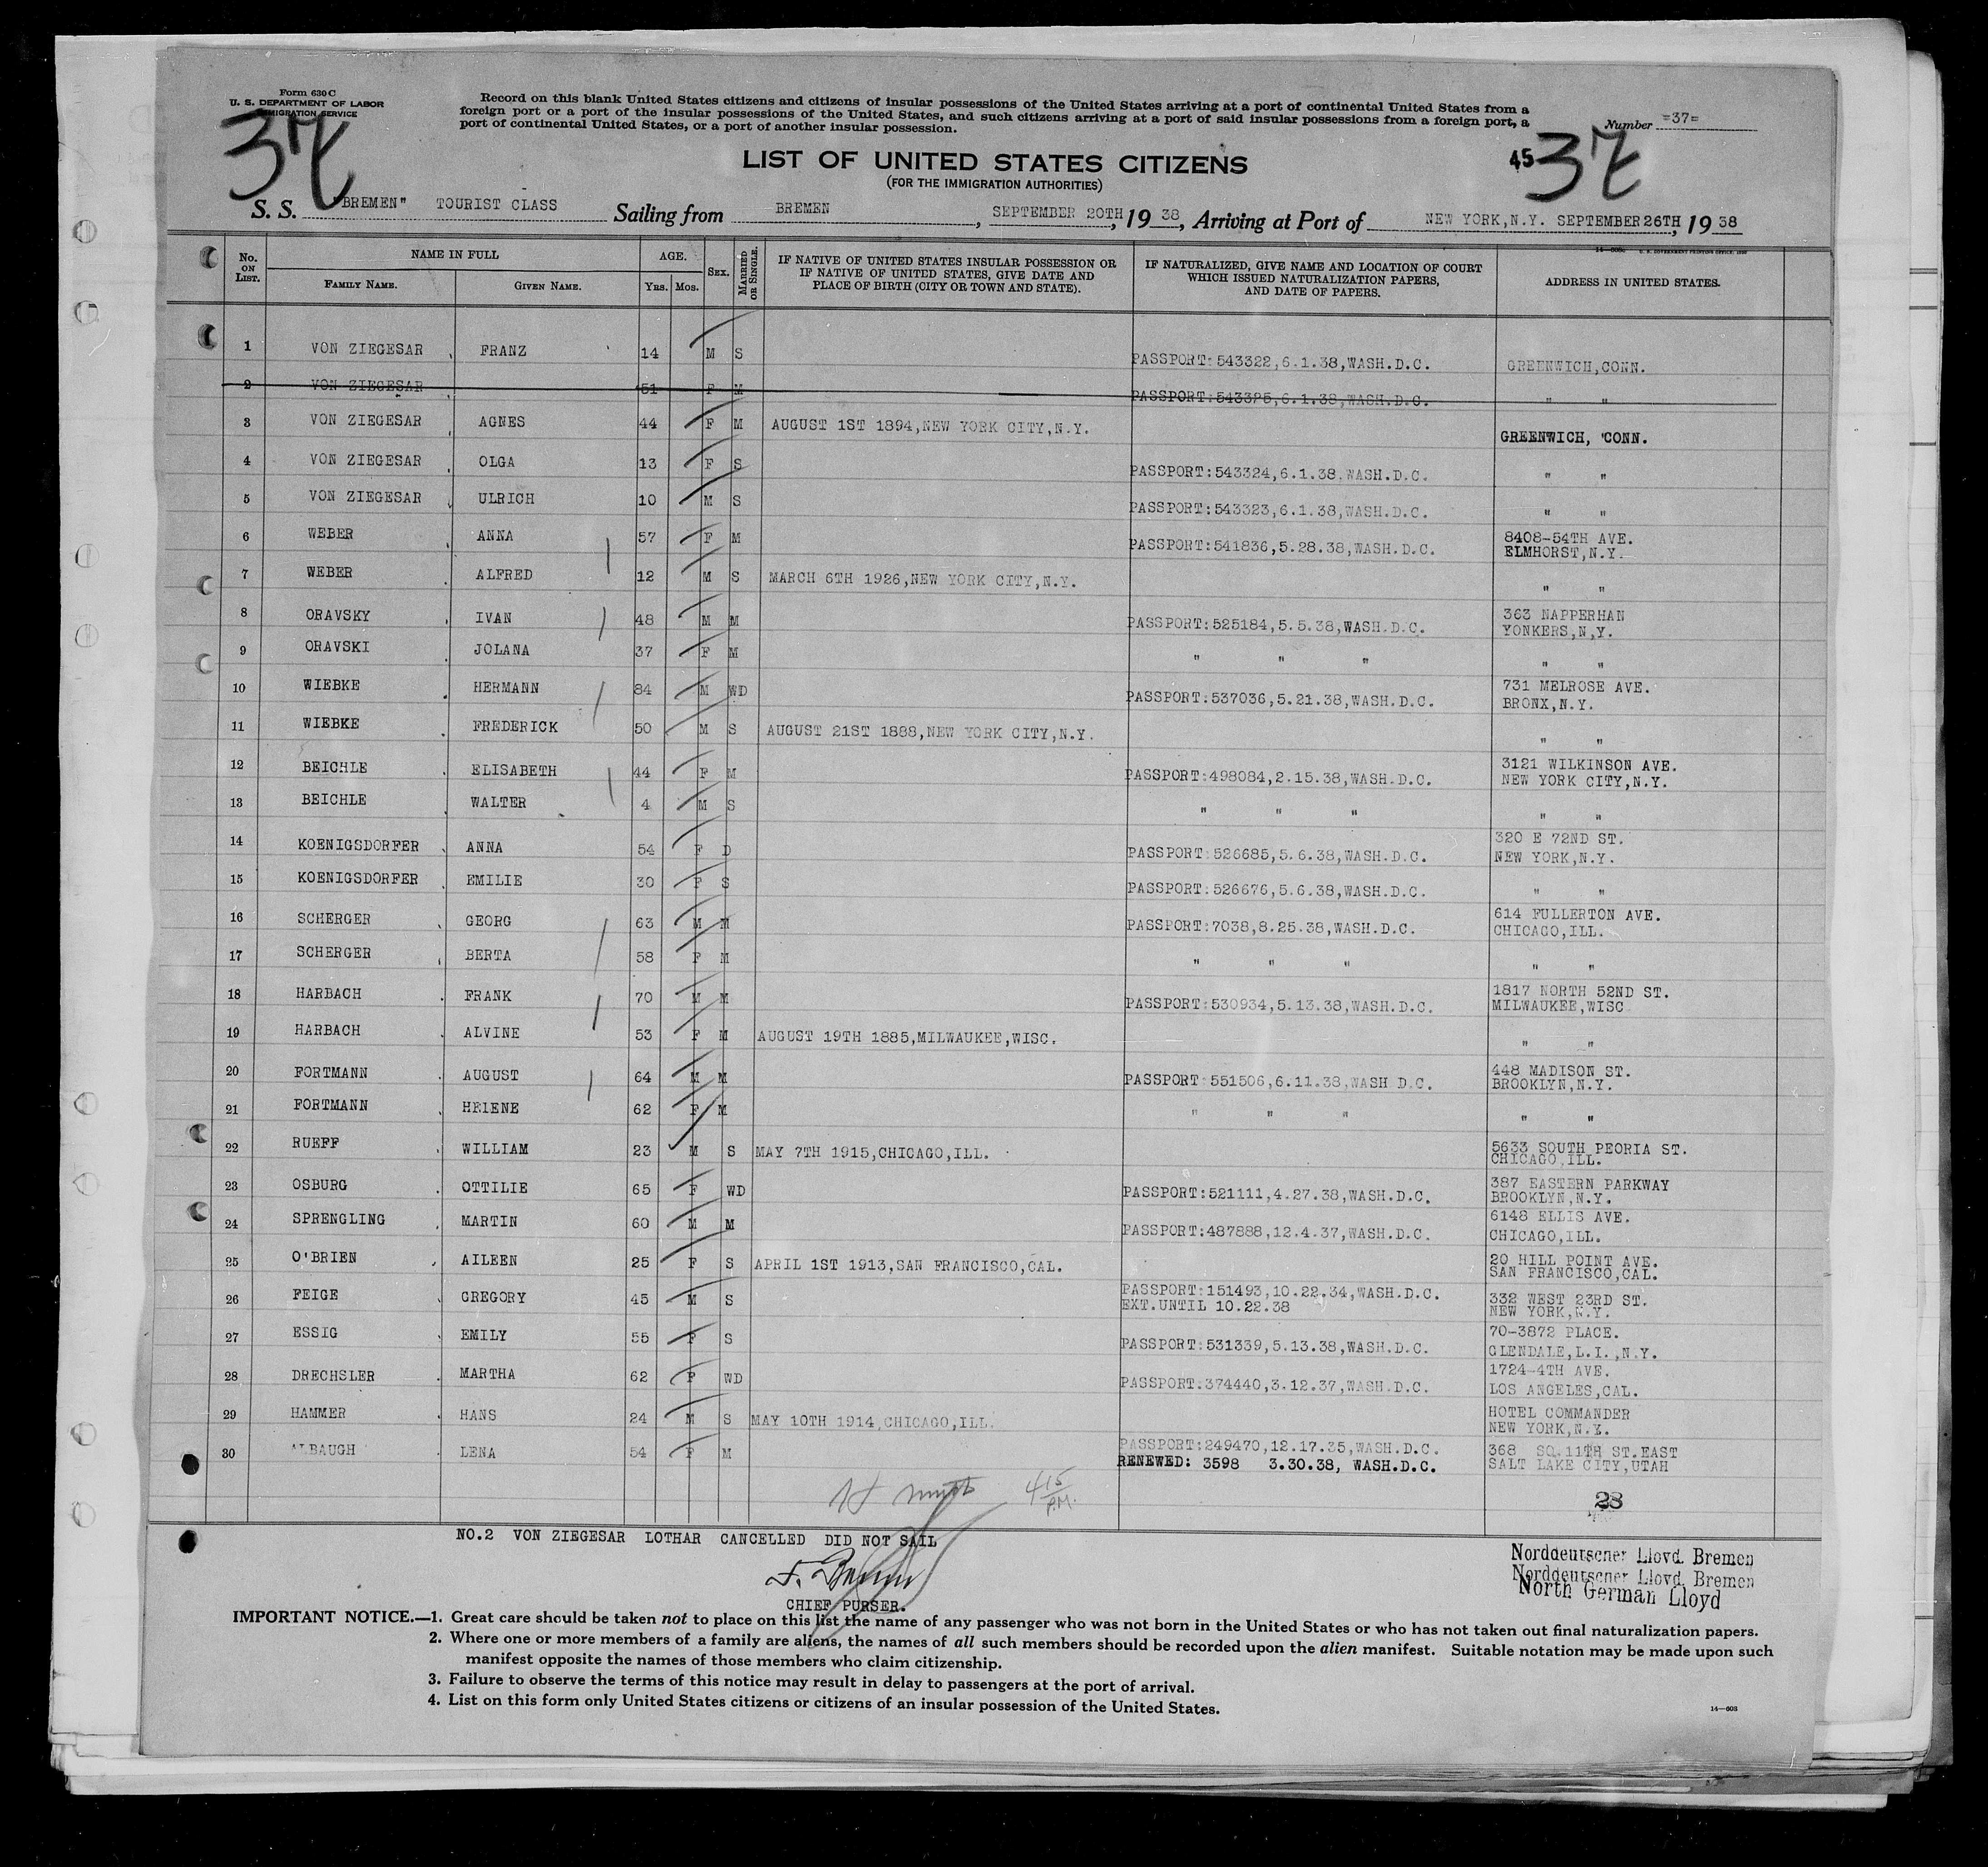 Form 630 C
U. S. DEPARTMENT OF LABOR
IMMIGRATION SERVICE
Record on this blank United States citizens and citizens of insular possessions of the United States arriving at a port of continental United States from a
foreign port or a port of the insular possessions of the United States, and such citizens arriving at a port of said insular possessions from a foreign port, a
port of continental United States, or a port of another insular possession.
Number =37=
37
45 37
LIST OF UNITED STATES CITIZENS
(FOR THE IMMIGRATION AUTHORITIES)
S. S. "BREMEN" TOURIST CLASS Sailing from BREMEN, SEPTEMBER 20TH, 19 38, Arriving at Port of NEW YORK, N.Y. SEPTEMBER 26TH, 19 38
No. ON LIST. NAME IN FULL FAMILY NAME. GIVEN NAME. AGE. YRS. MOS. SEX. MARRIED OR SINGLE. IF NATIVE OF UNITED STATES INSULAR POSSESSION OR IF NATIVE OF UNITED STATES, GIVE DATE AND PLACE OF BIRTH (CITY OR TOWN AND STATE). IF NATURALIZED, GIVE NAME AND LOCATION OF COURT WHICH ISSUED NATURALIZATION PAPERS, AND DATE OF PAPERS. ADDRESS IN UNITED STATES.
1 VON ZIEGESAR FRANZ 14 M S PASSPORT:543322,6.1.38,WASH.D.C. GREENWICH,CONN.
2 VON ZIEGESAR 51 F M PASSPORT:543325,6.1.38,WASH.D.C. " "
3 VON ZIEGESAR AGNES 44 F M AUGUST 1ST 1894,NEW YORK CITY,N.Y. GREENWICH, CONN.
4 VON ZIEGESAR OLGA 13 F S PASSPORT:543324,6.1.38,WASH.D.C. " "
5 VON ZIEGESAR ULRICH 10 M S PASSPORT:543323,6.1.38,WASH.D.C. " "
6 WEBER ANNA 57 F M PASSPORT:541836,5.28.38,WASH.D.C. 8408-54TH AVE. ELMHORST,N.Y.
7 WEBER ALFRED 12 M S MARCH 6TH 1926,NEW YORK CITY,N.Y. " "
8 ORAVSKY IVAN 48 M M PASSPORT:525184,5.5.38,WASH.D.C. 363 NAPPERHAN YONKERS,N,Y.
9 ORAVSKI JOLANA 37 F M " " " " "
10 WIEBKE HERMANN 84 M WD PASSPORT:537036,5.21.38,WASH.D.C. 731 MELROSE AVE. BRONX,N.Y.
11 WIEBKE FREDERICK 50 M S AUGUST 21ST 1888,NEW YORK CITY,N.Y. " "
12 BEICHLE ELISABETH 44 F M PASSPORT:498084,2.15.38,WASH.D.C. 3121 WILKINSON AVE. NEW YORK CITY,N.Y.
13 BEICHLE WALTER 4 M S " " " " "
14 KOENIGSDORFER ANNA 54 F D PASSPORT:526685,5.6.38,WASH.D.C. 320 E 72ND ST. NEW YORK,N.Y.
15 KOENIGSDORFER EMILIE 30 F S PASSPORT:526676,5.6.38,WASH.D.C. " "
16 SCHERGER GEORG 63 M M PASSPORT:7038,8.25.38,WASH.D.C. 614 FULLERTON AVE. CHICAGO,ILL.
17 SCHERGER BERTA 58 F M " " " " "
18 HARBACH FRANK 70 M M PASSPORT:530934,5.13.38,WASH.D.C. 1817 NORTH 52ND ST. MILWAUKEE,WISC
19 HARBACH ALVINE 53 F M AUGUST 19TH 1885,MILWAUKEE,WISC. " "
20 FORTMANN AUGUST 64 M M PASSPORT:551506,6.11.38,WASH D.C. 448 MADISON ST. BROOKLYN,N.Y.
21 FORTMANN HELENE 62 F M " " " " "
22 RUEFF WILLIAM 23 M S MAY 7TH 1915,CHICAGO,ILL. 5633 SOUTH PEORIA ST. CHICAGO,ILL.
23 OSBURG OTTILIE 65 F WD PASSPORT:521111,4.27.38,WASH.D.C. 387 EASTERN PARKWAY BROOKLYN,N.Y.
24 SPRENGLING MARTIN 60 M M PASSPORT:487888,12.4.37,WASH.D.C. 6148 ELLIS AVE. CHICAGO,ILL.
25 O'BRIEN AILEEN 25 F S APRIL 1ST 1913,SAN FRANCISCO,CAL. 20 HILL POINT AVE. SAN FRANCISCO,CAL.
26 FEIGE GREGORY 45 M S PASSPORT:151493,10.22.34,WASH.D.C. EXT.UNTIL 10.22.38 332 WEST 23RD ST. NEW YORK,N.Y.
27 ESSIG EMILY 55 F S PASSPORT:531339,5.13.38,WASH.D.C. 70-3872 PLACE. GLENDALE,L.I.,N.Y.
28 DRECHSLER MARTHA 62 F WD PASSPORT:374440,3.12.37,WASH.D.C. 1724-4TH AVE. LOS ANGELES,CAL.
29 HAMMER HANS 24 M S MAY 10TH 1914,CHICAGO,ILL. HOTEL COMMANDER NEW YORK,N.Y.
30 ALBAUGH LENA 54 F M PASSPORT:249470,12.17.35,WASH.D.C. RENEWED: 3598 3.30.38, WASH.D.C. 368 SO.11TH ST.EAST SALT LAKE CITY,UTAH
4 15 P.M.
28
NO.2 VON ZIEGESAR LOTHAR CANCELLED DID NOT SAIL
CHIEF PURSER.
Norddeutscher Lloyd, Bremen
Norddeutscher Lloyd, Bremen
North German Lloyd
IMPORTANT NOTICE.—1. Great care should be taken not to place on this list the name of any passenger who was not born in the United States or who has not taken out final naturalization papers.
2. Where one or more members of a family are aliens, the names of all such members should be recorded upon the alien manifest. Suitable notation may be made upon such
manifest opposite the names of those members who claim citizenship.
3. Failure to observe the terms of this notice may result in delay to passengers at the port of arrival.
4. List on this form only United States citizens or citizens of an insular possession of the United States.
14—608